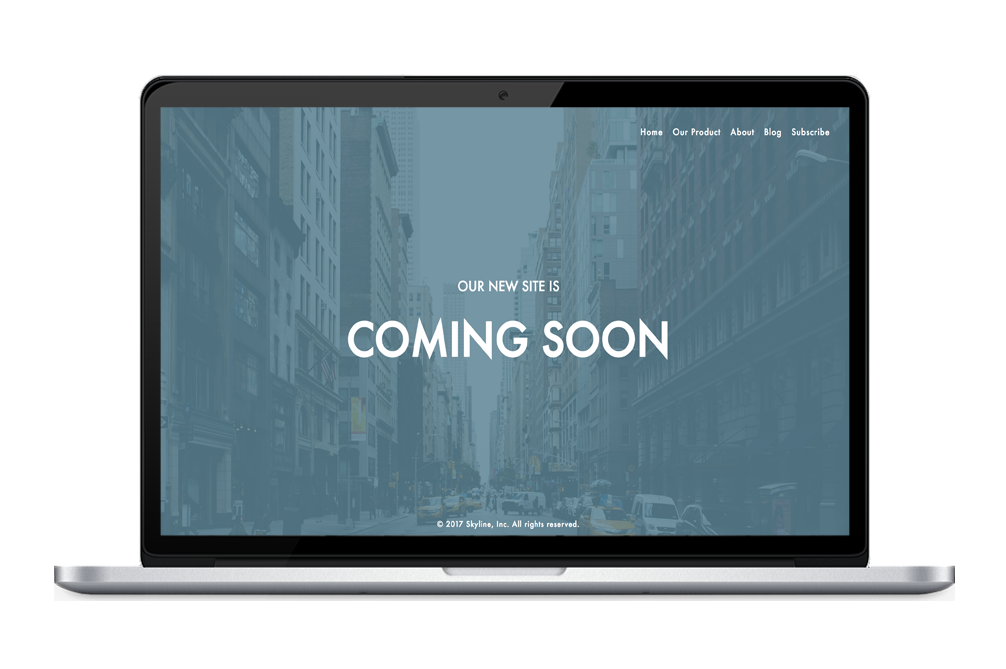 Home Our Product About Blog Subscribe
OUR NEW SITE IS
COMING SOON
© 2017 Skyline, Inc. All rights reserved.